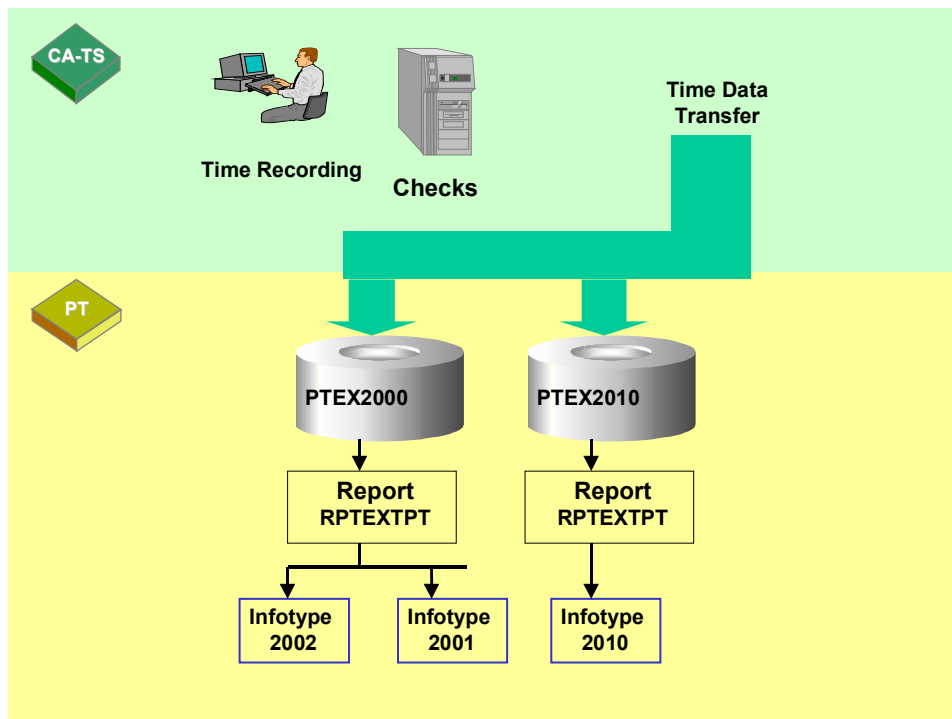 CA-TS
Time Data
Transfer
Time Recording
Checks
PT
PTEX2000
PTEX2010
Report
RPTEXTPT
Report
RPTEXTPT
Infotype
2002
Infotype
2001
Infotype
2010